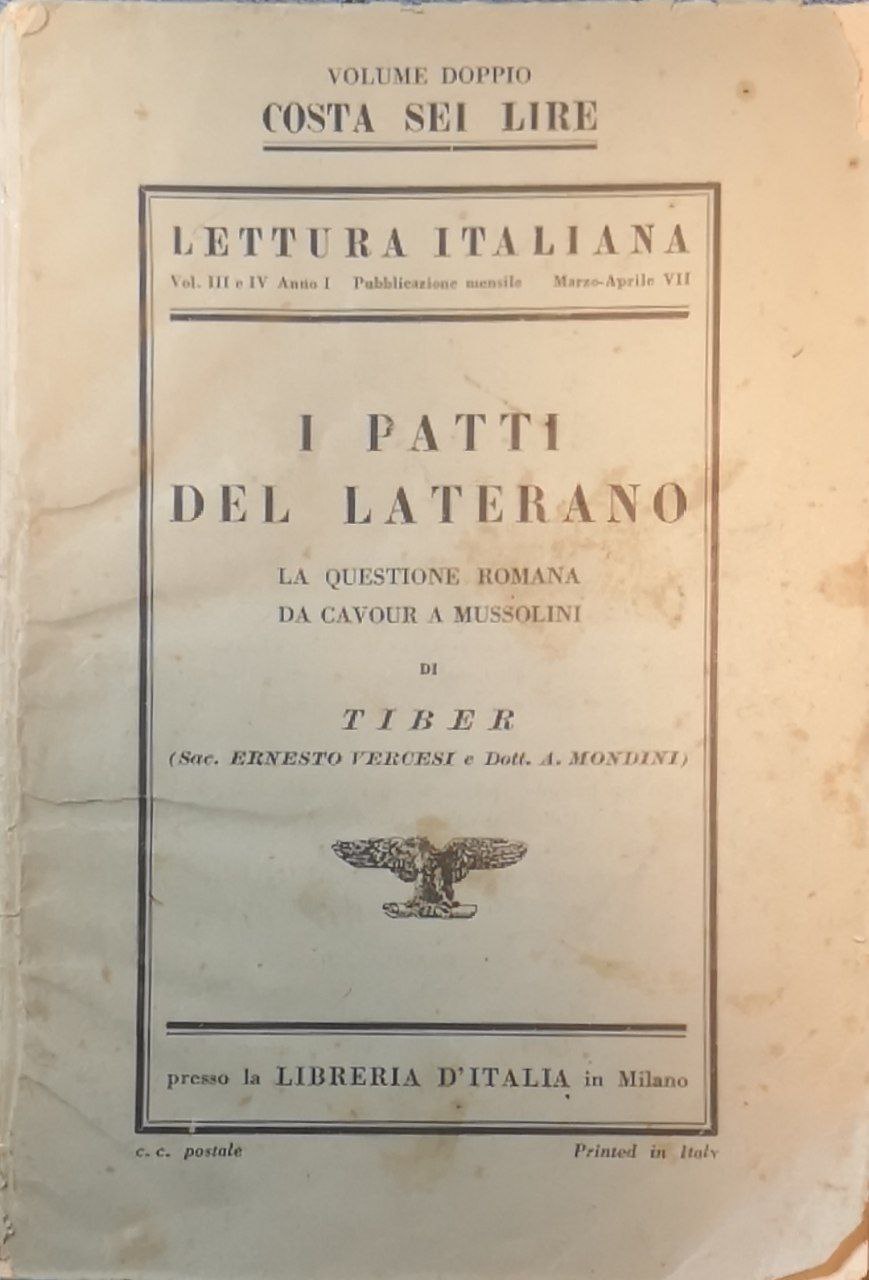 VOLUME DOPPIO
COSTA SEI LIRE
LETTURA ITALIANA
Vol. III e IV Anno I Pubblicazione mensile Marzo-Aprile VII
I PATTI
DEL LATERANO
LA QUESTIONE ROMANA
DA CAVOUR A MUSSOLINI
DI
TIBER
(Sac. ERNESTO VERCESI e Dott. A. MONDINI)
presso la LIBRERIA D'ITALIA in Milano
c. c. postale Printed in Italy